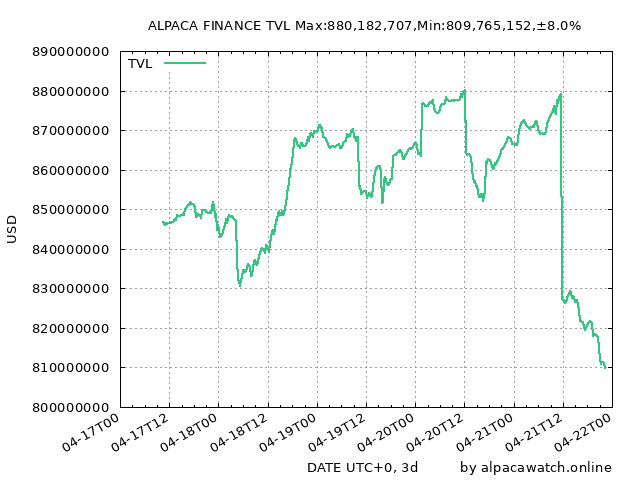 ALPACA FINANCE TVL Max:880,182,707,Min:809,765,152,±8.0%
TVL
890000000
880000000
870000000
860000000
850000000
840000000
830000000
820000000
810000000
800000000
USD
04-17T00
04-17T12
04-18T00
04-18T12
04-19T00
04-19T12
04-20T00
04-20T12
04-21T00
04-21T12
04-22T00
DATE UTC+0, 3d
by alpacawatch.online